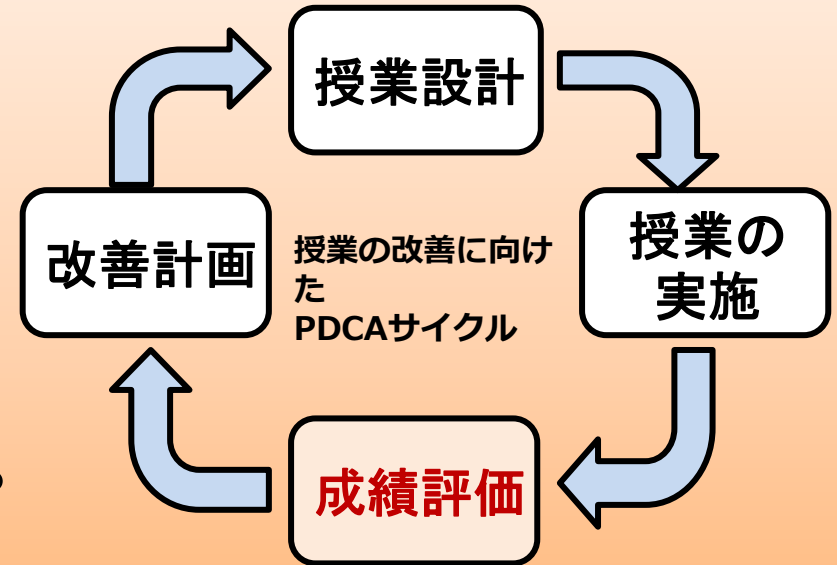 授業設計
改善計画
授業の改善に向け
た
PDCAサイクル
授業の
実施
成績評価